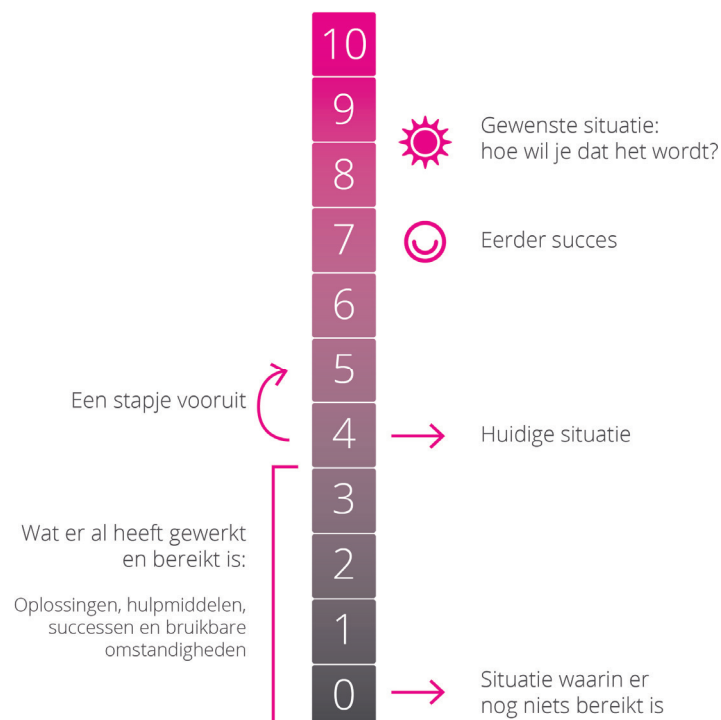 10
9
Gewenste situatie:
hoe wil je dat het wordt?
8
7
Eerder succes
6
5
Een stapje vooruit
4
Huidige situatie
3
Wat er al heeft gewerkt
en bereikt is:
2
Oplossingen, hulpmiddelen,
successen en bruikbare
omstandigheden
1
0
Situatie waarin er
nog niets bereikt is